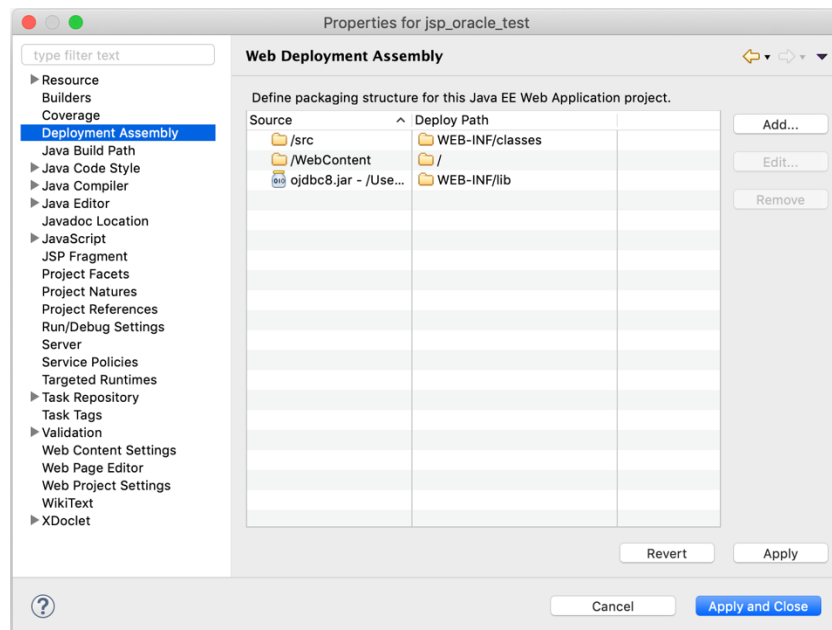 Properties for jsp_oracle_test
type filter text
Web Deployment Assembly
Resource
Builders
Coverage
Deployment Assembly
Java Build Path
Java Code Style
Java Compiler
Java Editor
Javadoc Location
JavaScript
JSP Fragment
Project Facets
Project Natures
Project References
Run/Debug Settings
Server
Service Policies
Targeted Runtimes
Task Repository
Task Tags
Validation
Web Content Settings
Web Page Editor
Web Project Settings
WikiText
XDoclet
Define packaging structure for this Java EE Web Application project.
Source Deploy Path
/src WEB-INF/classes
/WebContent /
ojdbc8.jar - /Use... WEB-INF/lib
Add...
Edit...
Remove
Revert Apply
? Cancel Apply and Close